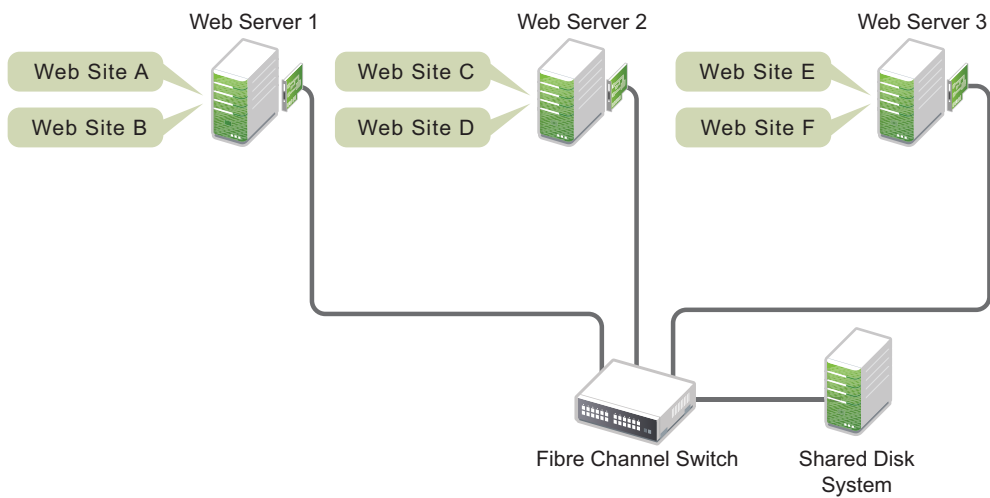 Web Server 1
Web Server 2
Web Server 3
Web Site A
Web Site C
Web Site E
Web Site B
Web Site D
Web Site F
Fibre Channel Switch
Shared Disk
System